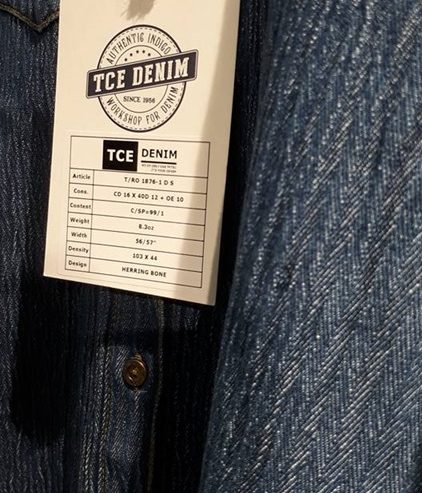 AUTHENTIC INDIGO
TCE DENIM
SINCE 1956
WORKSHOP FOR DENIM
TCE DENIM
Article T/RO 1876-1 D S
Cons. CD 16 X 40D 12 + OE 10
Content C/SP=99/1
Weight 8.3oz
Width 56/57"
Density 103 X 44
Design HERRING BONE